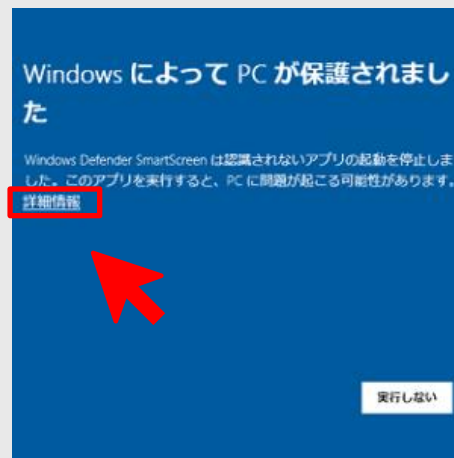 Windows によって PC が保護されまし
た
Windows Defender SmartScreen は認識されないアプリの起動を停止しま
した。このアプリを実行すると、PC に問題が起こる可能性があります。
詳細情報
実行しない